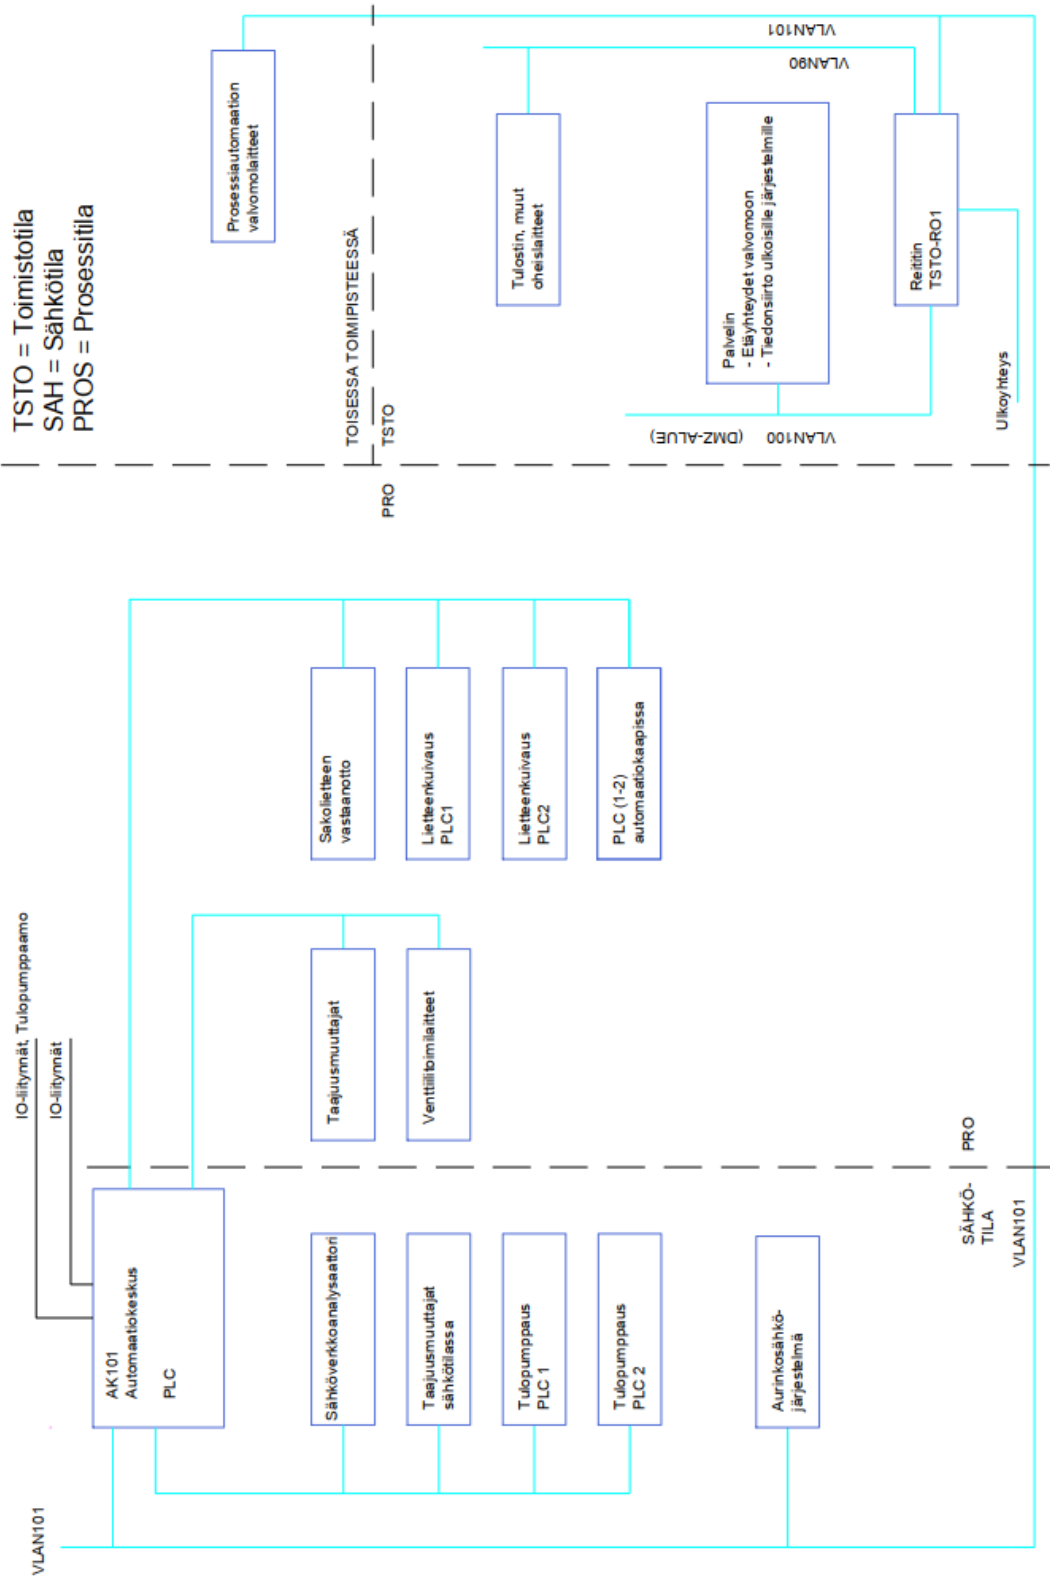 TSTO = Toimistotila
SAH = Sähkötila
PROS = Prosessitila
VLAN101
IO-liitynnät, Tulopumppaamo
IO-liitynnät
AK101
Automaatiokeskus
PLC
Sähköverkkoanalysaattori
Taajuusmuuttajat
sähkötilassa
Tulopumppaus
PLC 1
Tulopumppaus
PLC 2
Aurinkosähkö-
järjestelmä
SÄHKÖ-
TILA
VLAN101
PRO
Taajuusmuuttajat
Venttiilitoimilaitteet
Sakolietteen
vastaanotto
Lietteenkuivaus
PLC1
Lietteenkuivaus
PLC2
PLC (1-2)
automaatiokaapissa
PRO
TSTO
TOISESSA TOIMIPISTEESSÄ
Prosessiautomaation
valvomolaitteet
Tulostin, muut
oheislaitteet
Palvelin
- Etäyhteydet valvomoon
- Tiedonsiirto ulkoisille järjestelmille
Reititin
TSTO-RO1
Ulkoyhteys
VLAN100 (DMZ-ALUE)
VLAN90
VLAN101